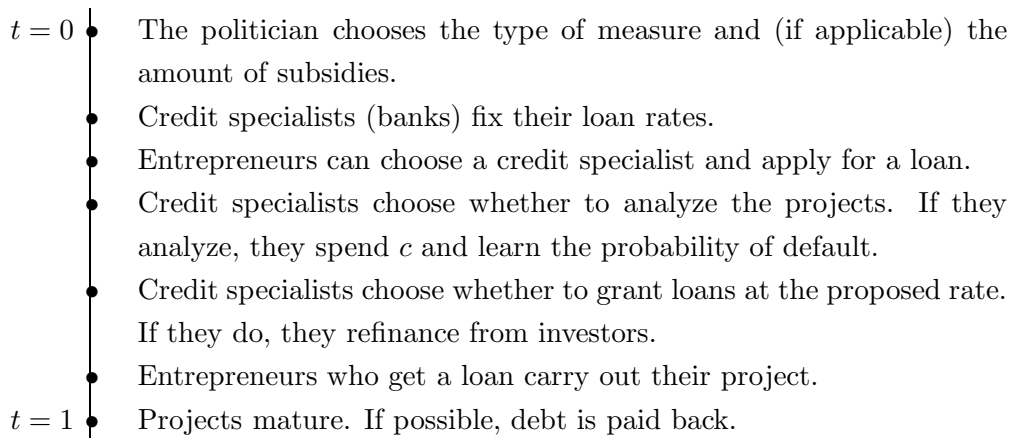 t = 0 The politician chooses the type of measure and (if applicable) the
amount of subsidies.
Credit specialists (banks) fix their loan rates.
Entrepreneurs can choose a credit specialist and apply for a loan.
Credit specialists choose whether to analyze the projects. If they
analyze, they spend c and learn the probability of default.
Credit specialists choose whether to grant loans at the proposed rate.
If they do, they refinance from investors.
Entrepreneurs who get a loan carry out their project.
t = 1 Projects mature. If possible, debt is paid back.